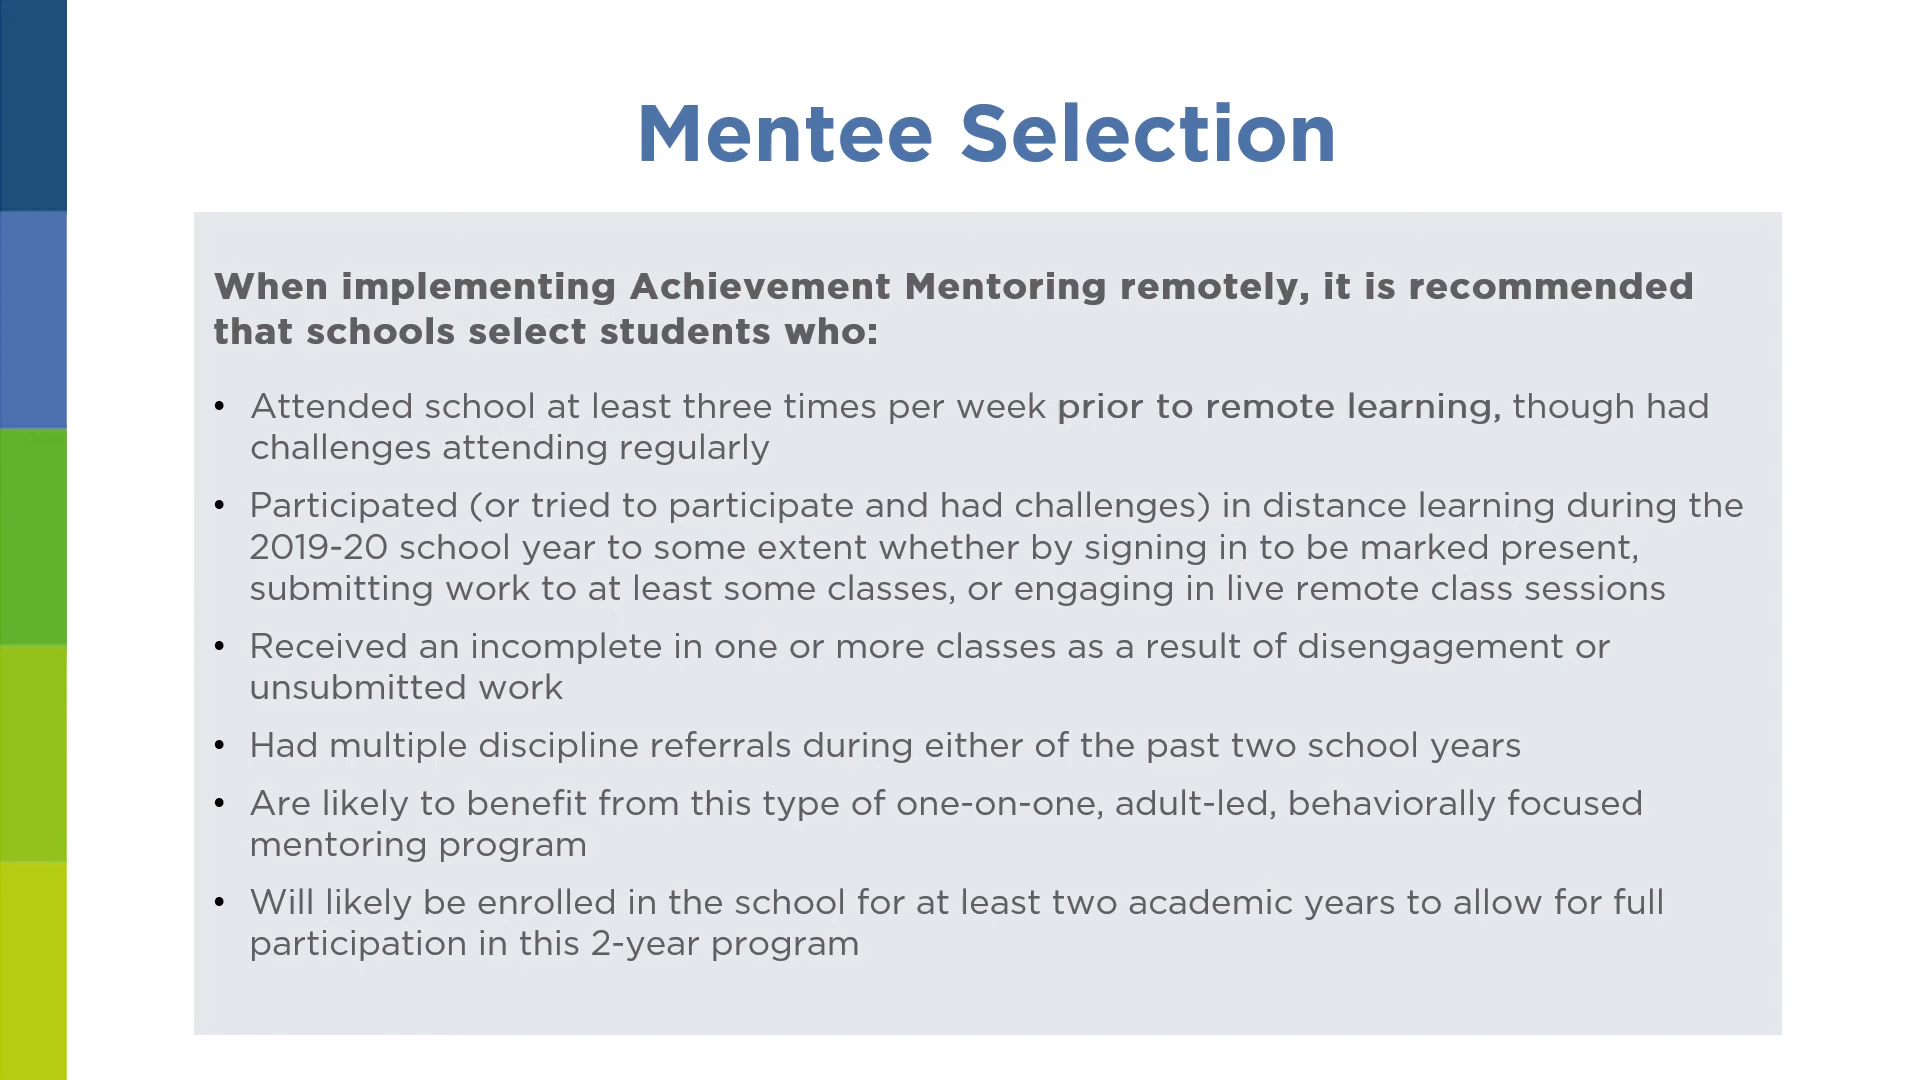 Mentee Selection
When implementing Achievement Mentoring remotely, it is recommended
that schools select students who:
• Attended school at least three times per week prior to remote learning, though had
challenges attending regularly
• Participated (or tried to participate and had challenges) in distance learning during the
2019-20 school year to some extent whether by signing in to be marked present,
submitting work to at least some classes, or engaging in live remote class sessions
• Received an incomplete in one or more classes as a result of disengagement or
unsubmitted work
• Had multiple discipline referrals during either of the past two school years
• Are likely to benefit from this type of one-on-one, adult-led, behaviorally focused
mentoring program
• Will likely be enrolled in the school for at least two academic years to allow for full
participation in this 2-year program